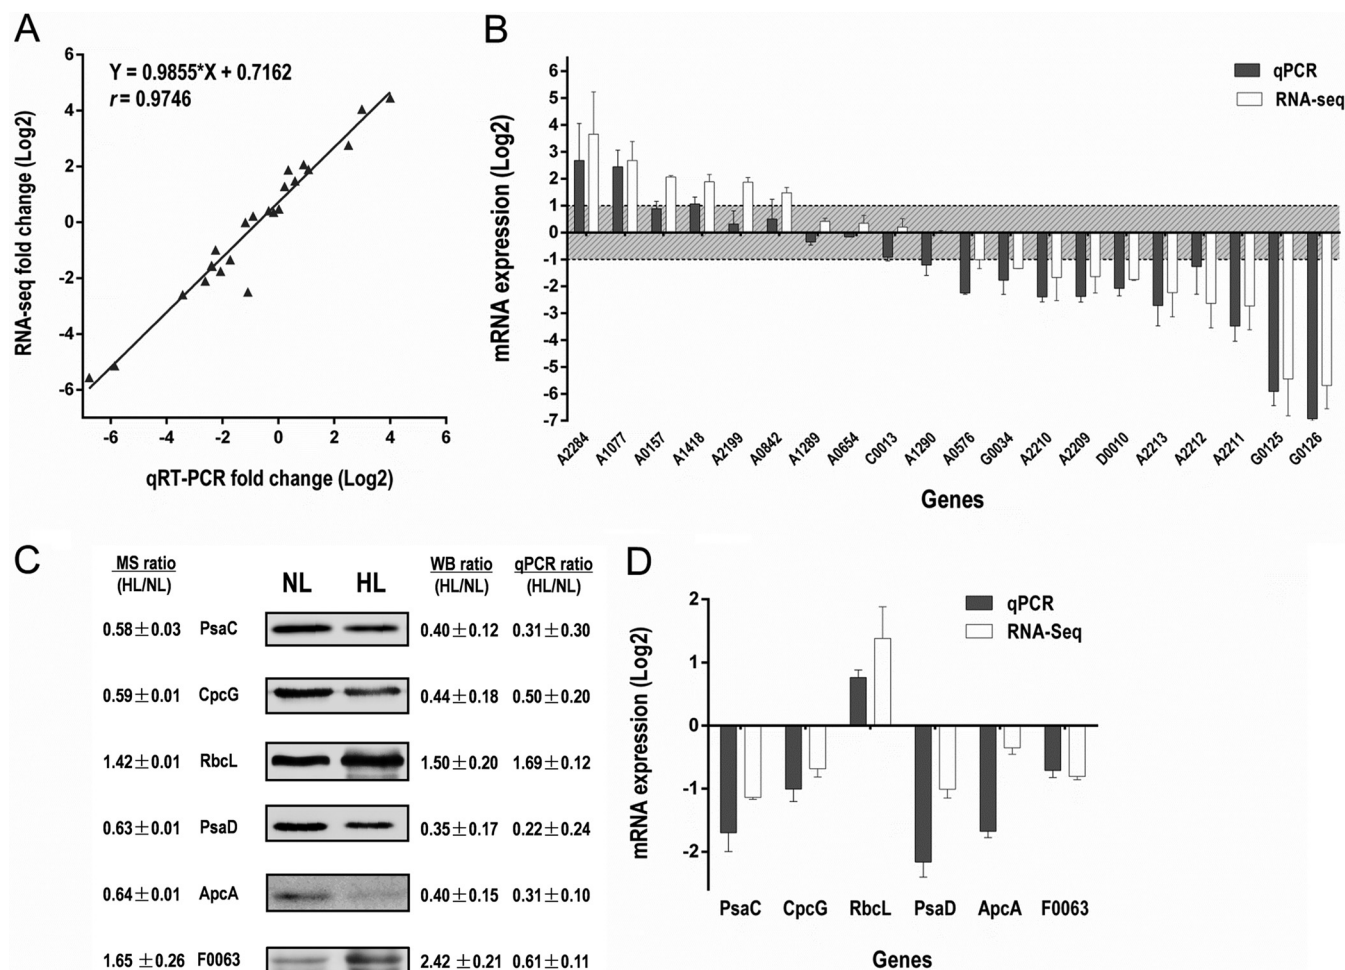 A
Y = 0.9855*X + 0.7162
r = 0.9746
RNA-seq fold change (Log2)
6
4
2
0
-2
-4
-6
-6 -4 -2 0 2 4 6
qRT-PCR fold change (Log2)
B
qPCR
RNA-seq
mRNA expression (Log2)
6
5
4
3
2
1
0
-1
-2
-3
-4
-5
-6
-7
A2284 A1077 A0157 A1418 A2199 A0842 A1289 A0654 C0013 A1290 A0576 G0034 A2210 A2209 D0010 A2213 A2212 A2211 G0125 G0126
Genes
C
MS ratio
(HL/NL)
NL HL
WB ratio
(HL/NL)
qPCR ratio
(HL/NL)
0.58±0.03 PsaC 0.40±0.12 0.31±0.30
0.59±0.01 CpcG 0.44±0.18 0.50±0.20
1.42±0.01 RbcL 1.50±0.20 1.69±0.12
0.63±0.01 PsaD 0.35±0.17 0.22±0.24
0.64±0.01 ApcA 0.40±0.15 0.31±0.10
1.65 ±0.26 F0063 2.42 ±0.21 0.61±0.11
D
qPCR
RNA-Seq
mRNA expression (Log2)
2
1
0
-1
-2
PsaC CpcG RbcL PsaD ApcA F0063
Genes